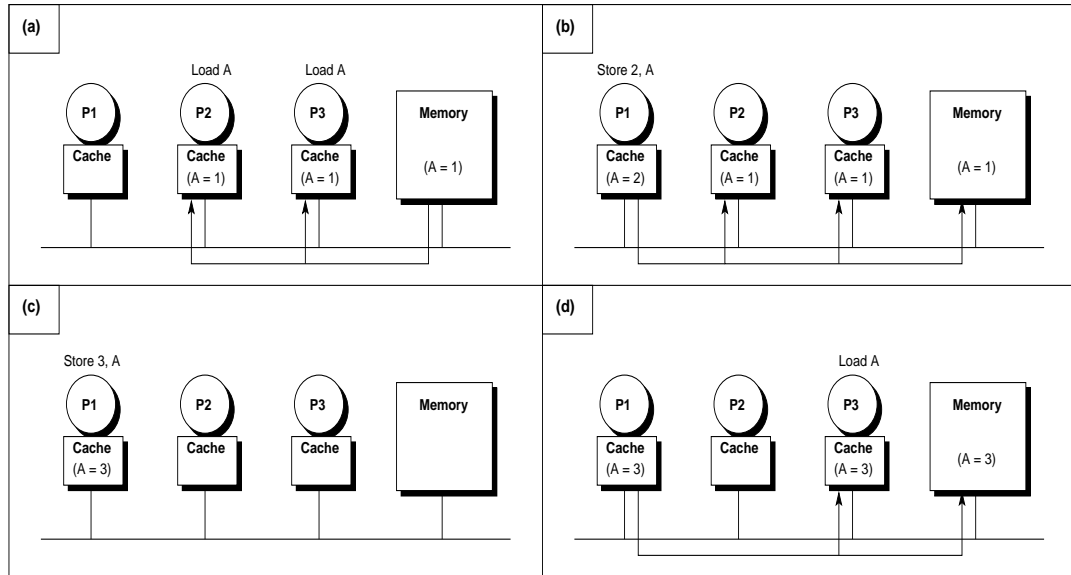 (a)
Load A
Load A
P1
P2
P3
Memory
Cache
Cache
Cache
(A = 1)
(A = 1)
(A = 1)
(b)
Store 2, A
P1
P2
P3
Memory
Cache
Cache
Cache
(A = 2)
(A = 1)
(A = 1)
(A = 1)
(c)
Store 3, A
P1
P2
P3
Memory
Cache
Cache
Cache
(A = 3)
(d)
Load A
P1
P2
P3
Memory
Cache
Cache
Cache
(A = 3)
(A = 3)
(A = 3)